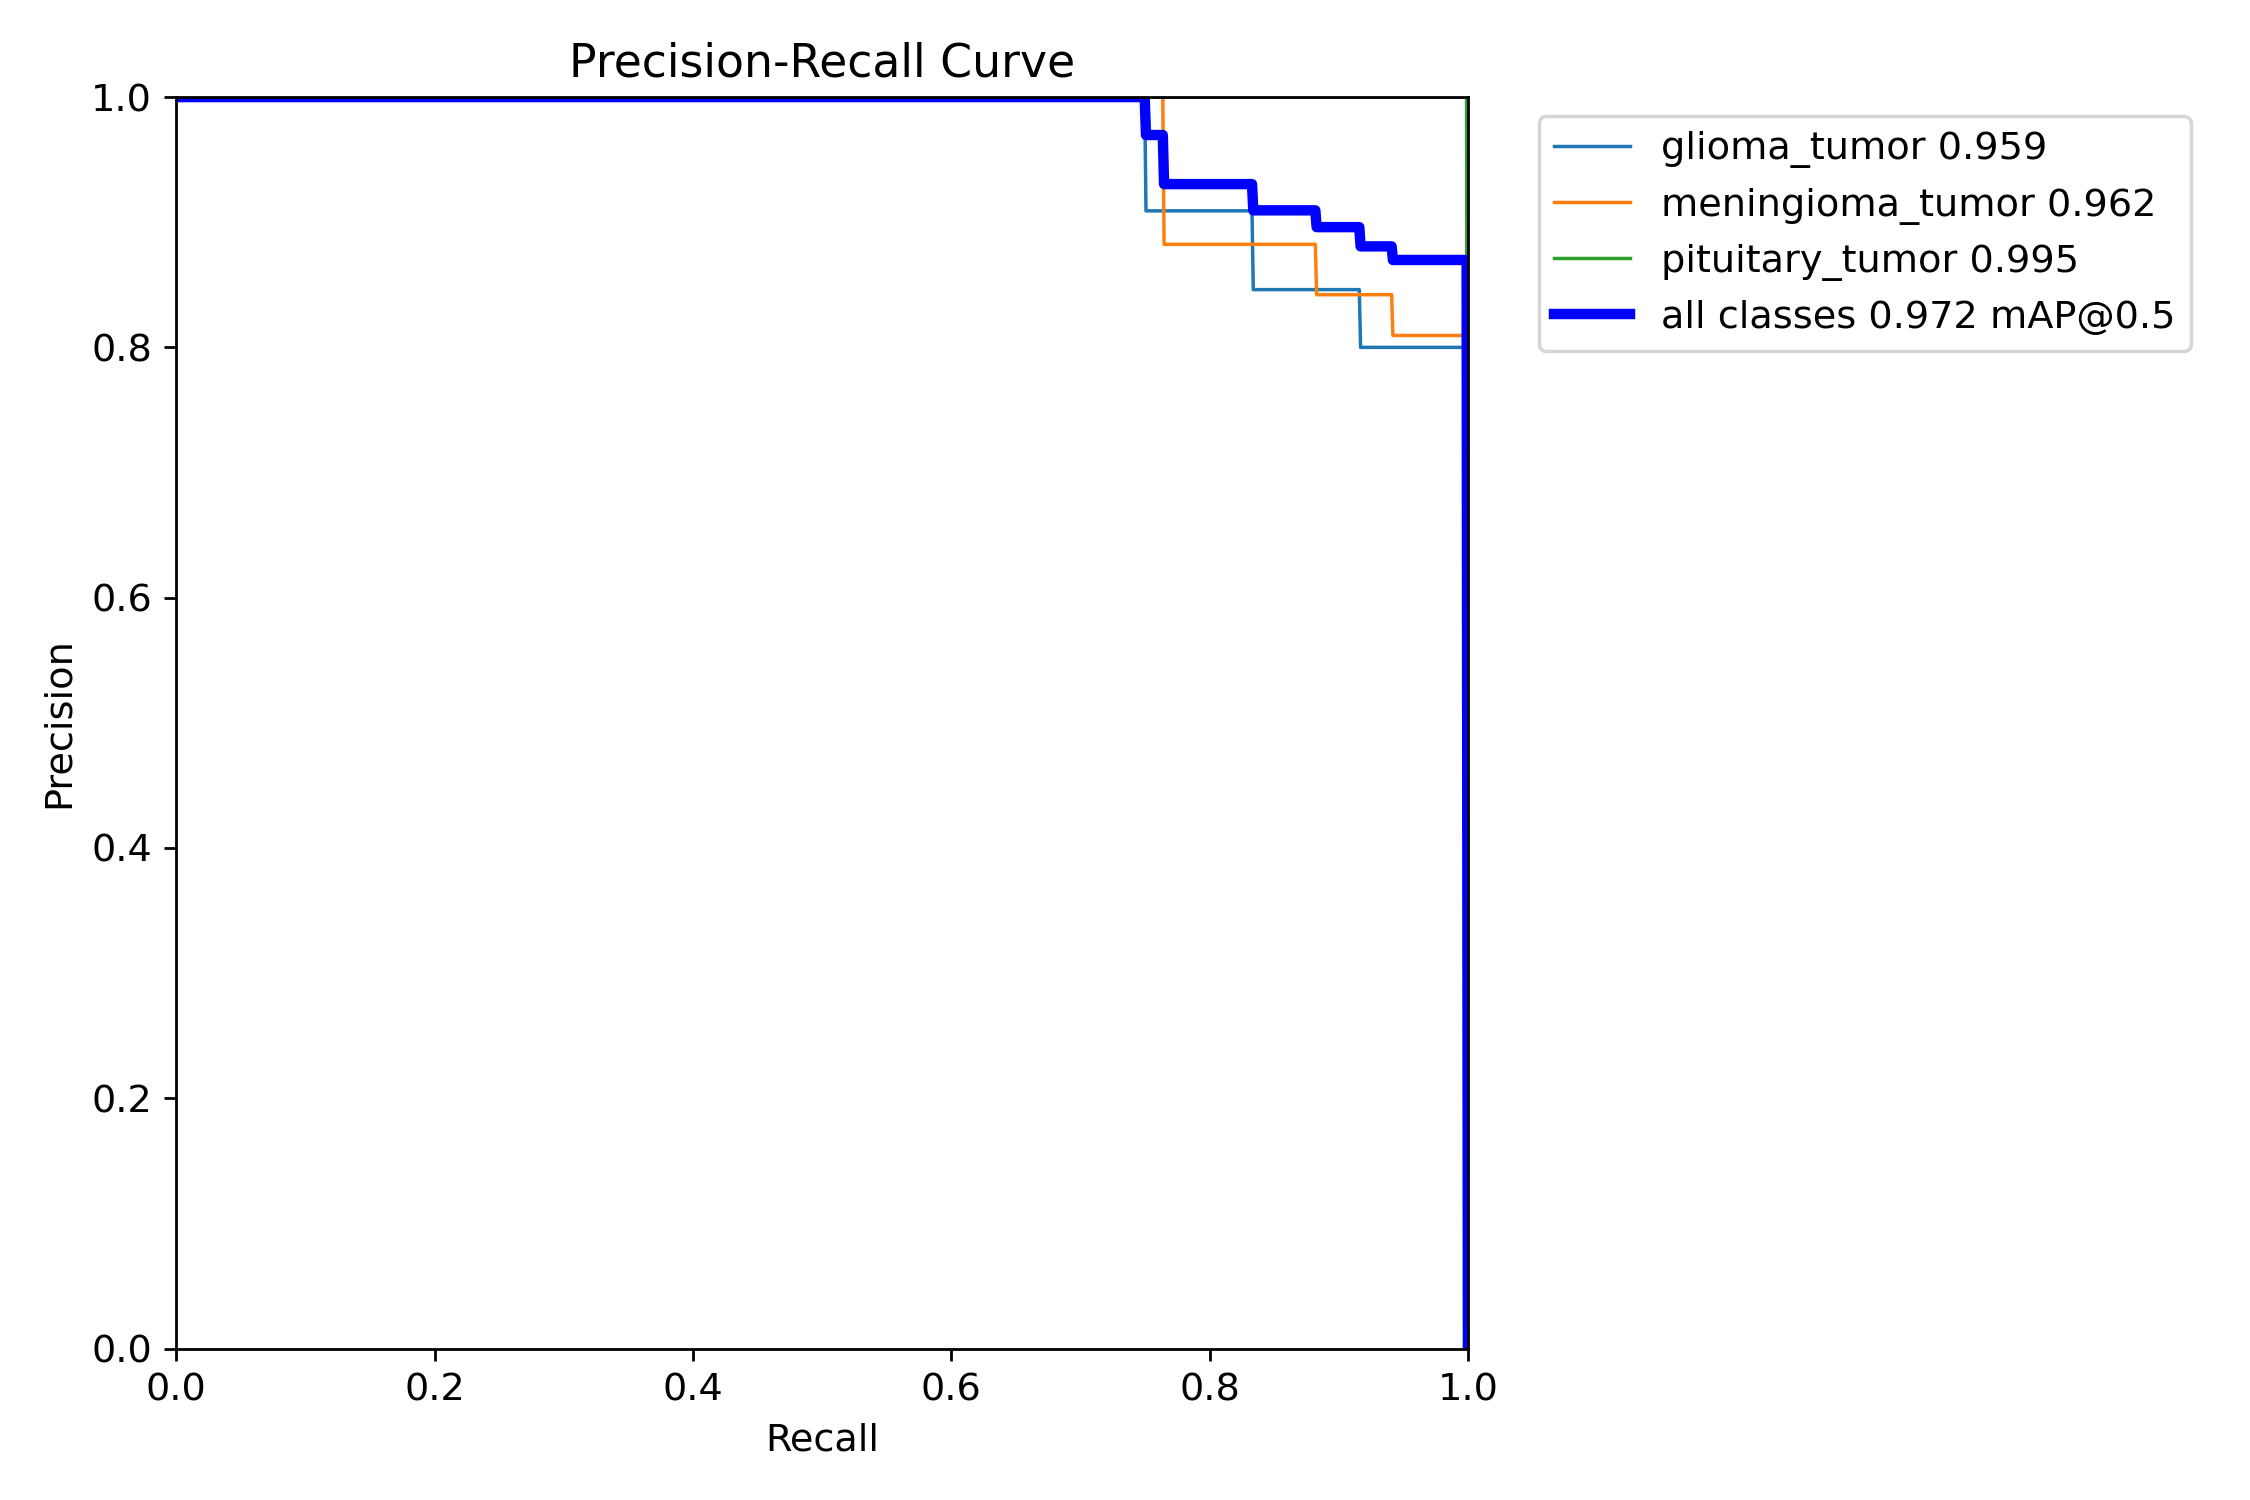 Precision-Recall Curve
1.0
0.8
0.6
0.4
0.2
0.0
Precision
0.0 0.2 0.4 0.6 0.8 1.0
Recall
glioma_tumor 0.959
meningioma_tumor 0.962
pituitary_tumor 0.995
all classes 0.972 mAP@0.5